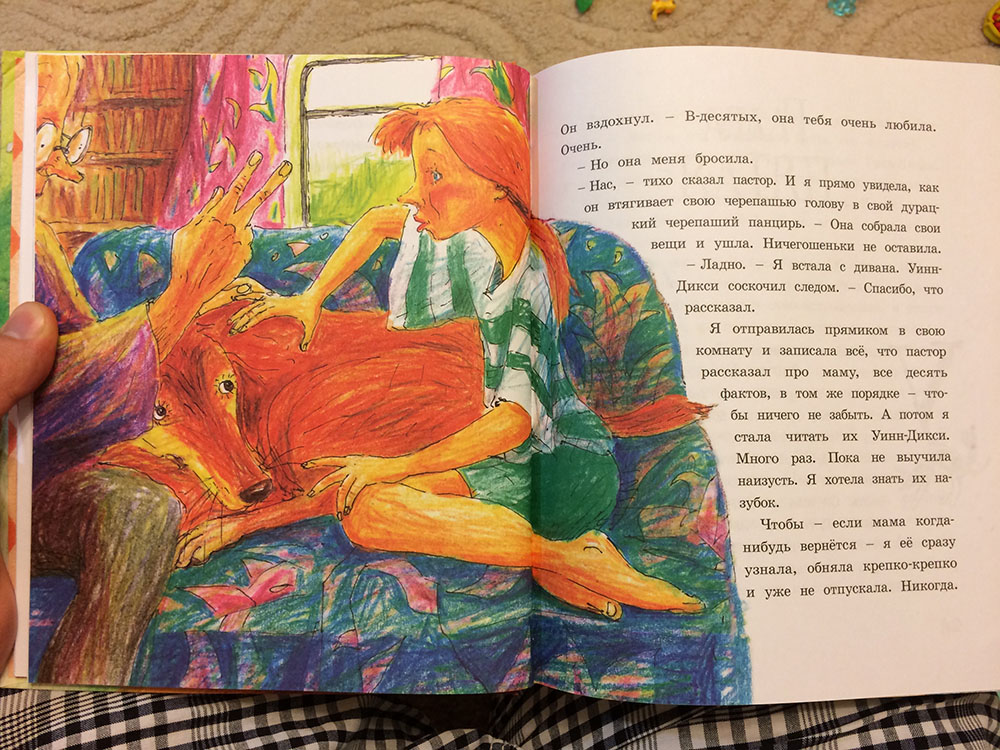 Он вздохнул. – В-десятых, она тебя очень любила.
Очень.
– Но она меня бросила.
– Нас, – тихо сказал пастор. И я прямо увидела, как
он втягивает свою черепашью голову в свой дурац-
кий черепаший панцирь. – Она собрала свои
вещи и ушла. Ничегошеньки не оставила.
– Ладно. – Я встала с дивана. Уинн-
Дикси соскочил следом. – Спасибо, что
рассказал.
Я отправилась прямиком в свою
комнату и записала всё, что пастор
рассказал про маму, все десять
фактов, в том же порядке – что-
бы ничего не забыть. А потом я
стала читать их Уинн-Дикси.
Много раз. Пока не выучила
наизусть. Я хотела знать их на-
зубок.
Чтобы – если мама когда-
нибудь вернётся – я её сразу
узнала, обняла крепко-крепко
и уже не отпускала. Никогда.